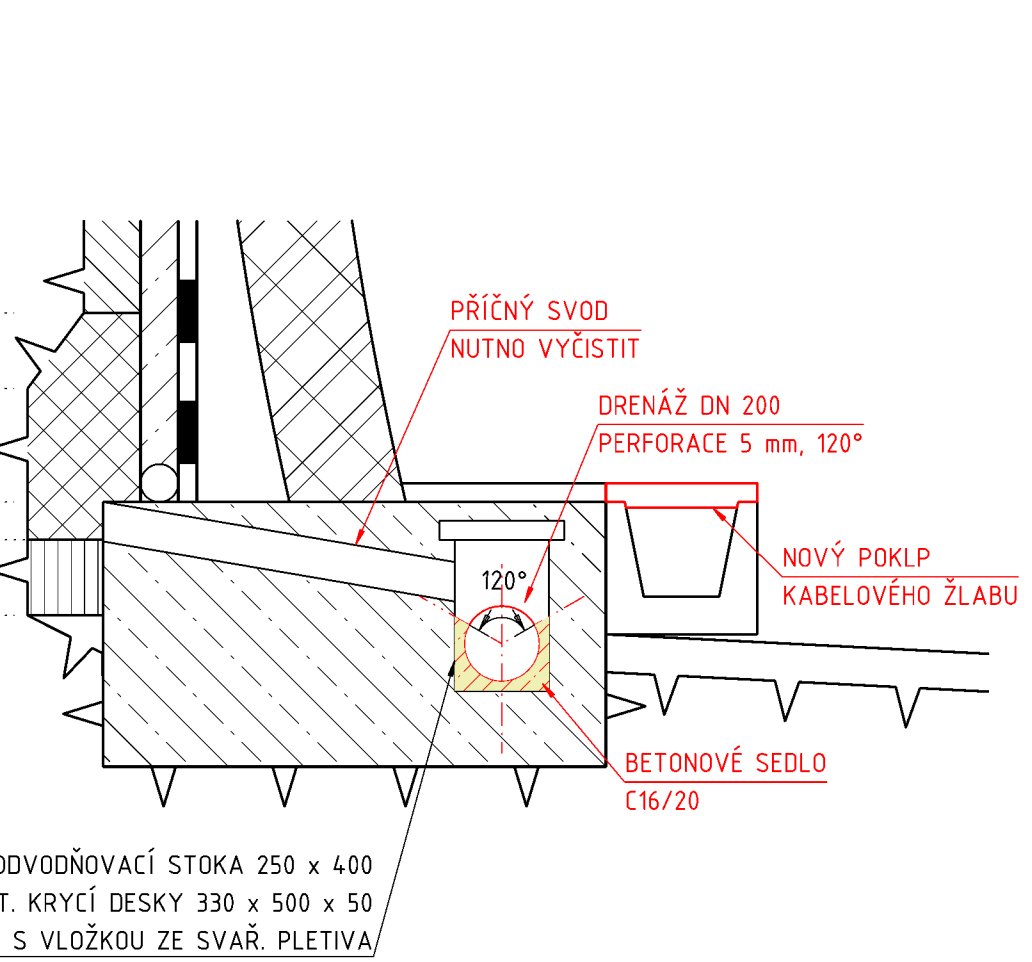 PŘÍČNÝ SVOD
NUTNO VYČISTIT
DRENÁŽ DN 200
PERFORACE 5 mm, 120°
NOVÝ POKLP
KABELOVÉHO ŽLABU
120°
BETONOVÉ SEDLO
C16/20
ODVODŇOVACÍ STOKA 250 x 400
T. KRYCÍ DESKY 330 x 500 x 50
S VLOŽKOU ZE SVAŘ. PLETIVA